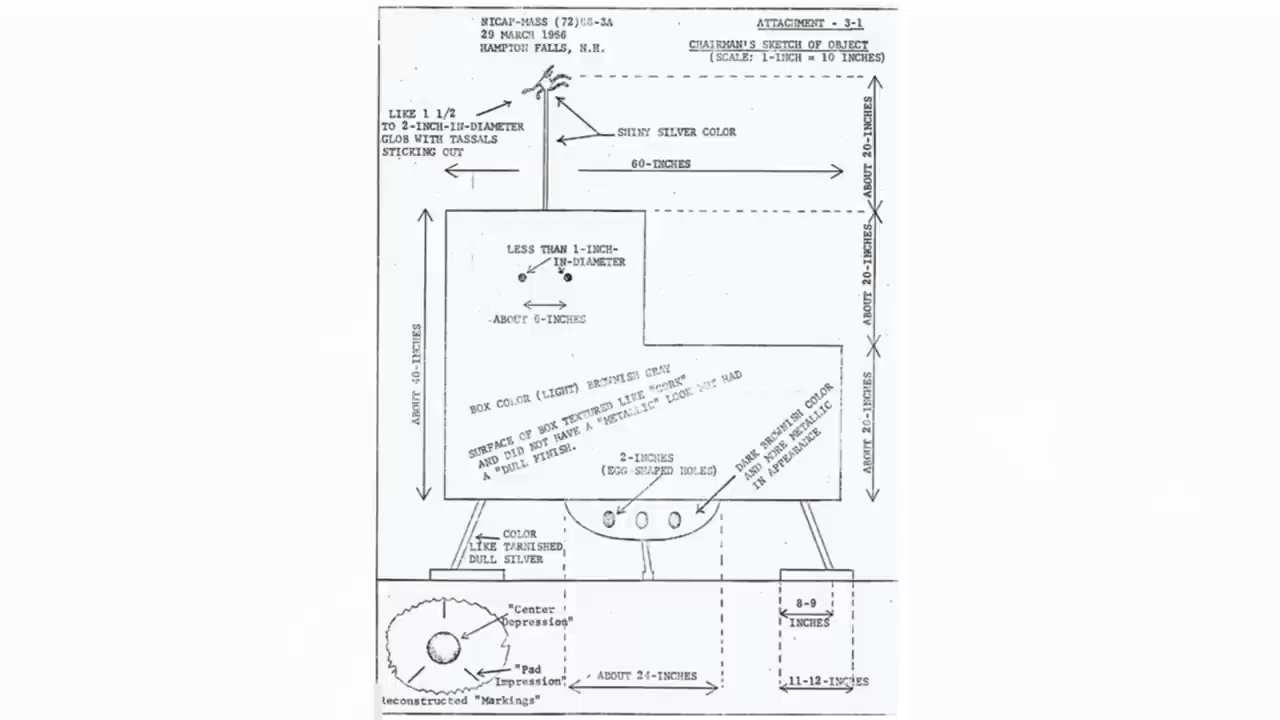 NICAP-MASS (72)68-3A
29 MARCH 1966
HAMPTON FALLS, N.H.
ATTACHMENT - 3-1
CHAIRMAN'S SKETCH OF OBJECT
(SCALE: 1-INCH = 10 INCHES)
LIKE 1 1/2
TO 2-INCH-IN-DIAMETER
GLOB WITH TASSALS
STICKING OUT
SHINY SILVER COLOR
60-INCHES
ABOUT 20-INCHES
LESS THAN 1-INCH-
IN-DIAMETER
ABOUT 6-INCHES
ABOUT 20-INCHES
ABOUT 40-INCHES
BOX COLOR (LIGHT) BROWNISH GRAY
SURFACE OF BOX TEXTURED LIKE "CORK"
AND DID NOT HAVE A "METALLIC" LOOK BUT HAD
A "DULL FINISH.
2-INCHES
(EGG SHAPED HOLES)
DARK BROWNISH COLOR
AND MORE METALLIC
IN APPEARANCE
ABOUT 20-INCHES
COLOR
LIKE TARNISHED
DULL SILVER
"Center
Depression"
"Pad
Impression"
Reconstructed "Markings"
ABOUT 24-INCHES
8-9
INCHES
11-12-INCHES